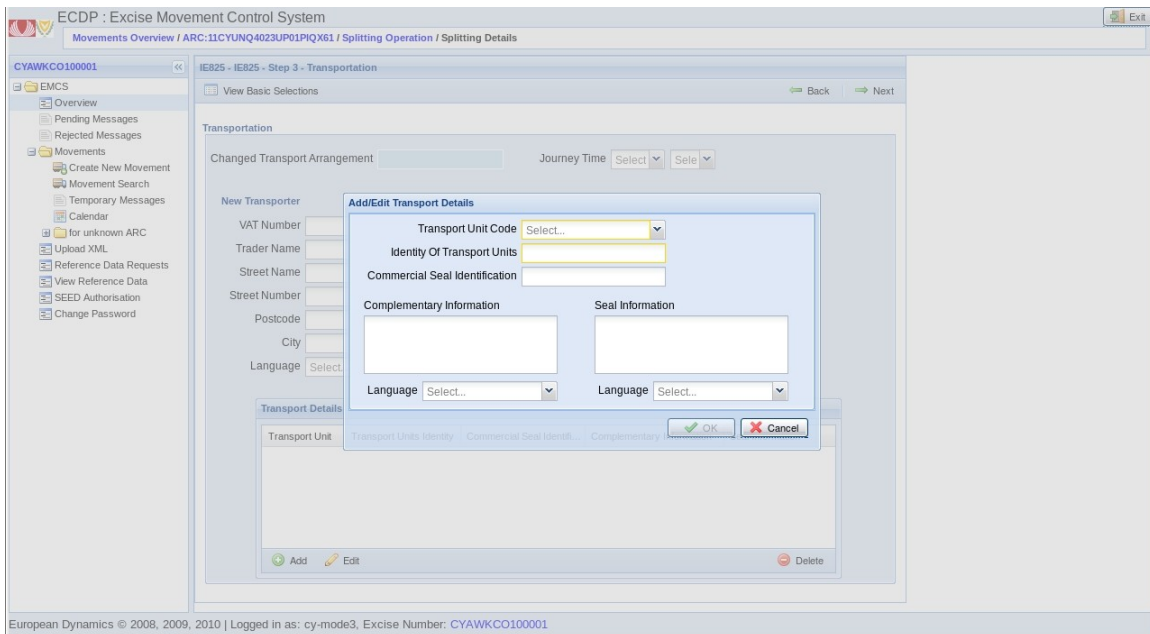 ECDP : Excise Movement Control System
Exit
Movements Overview / ARC:11CYUNQ4023UP01PIQX61 / Splitting Operation / Splitting Details
CYAWKCO100001
EMCS
Overview
Pending Messages
Rejected Messages
Movements
Create New Movement
Movement Search
Temporary Messages
Calendar
for unknown ARC
Upload XML
Reference Data Requests
View Reference Data
SEED Authorisation
Change Password
IE825 - IE825 - Step 3 - Transportation
View Basic Selections
Back
Next
Transportation
Changed Transport Arrangement
Journey Time Select Sele
New Transporter
VAT Number
Trader Name
Street Name
Street Number
Postcode
City
Language Select.
Add/Edit Transport Details
Transport Unit Code Select...
Identity Of Transport Units
Commercial Seal Identification
Complementary Information
Seal Information
Language Select...
Language Select...
OK
Cancel
Transport Details
Transport Unit Transport Units Identity Commercial Seal Identifi... Complementary
Add
Edit
Delete
European Dynamics © 2008, 2009, 2010 | Logged in as: cy-mode3, Excise Number: CYAWKCO100001